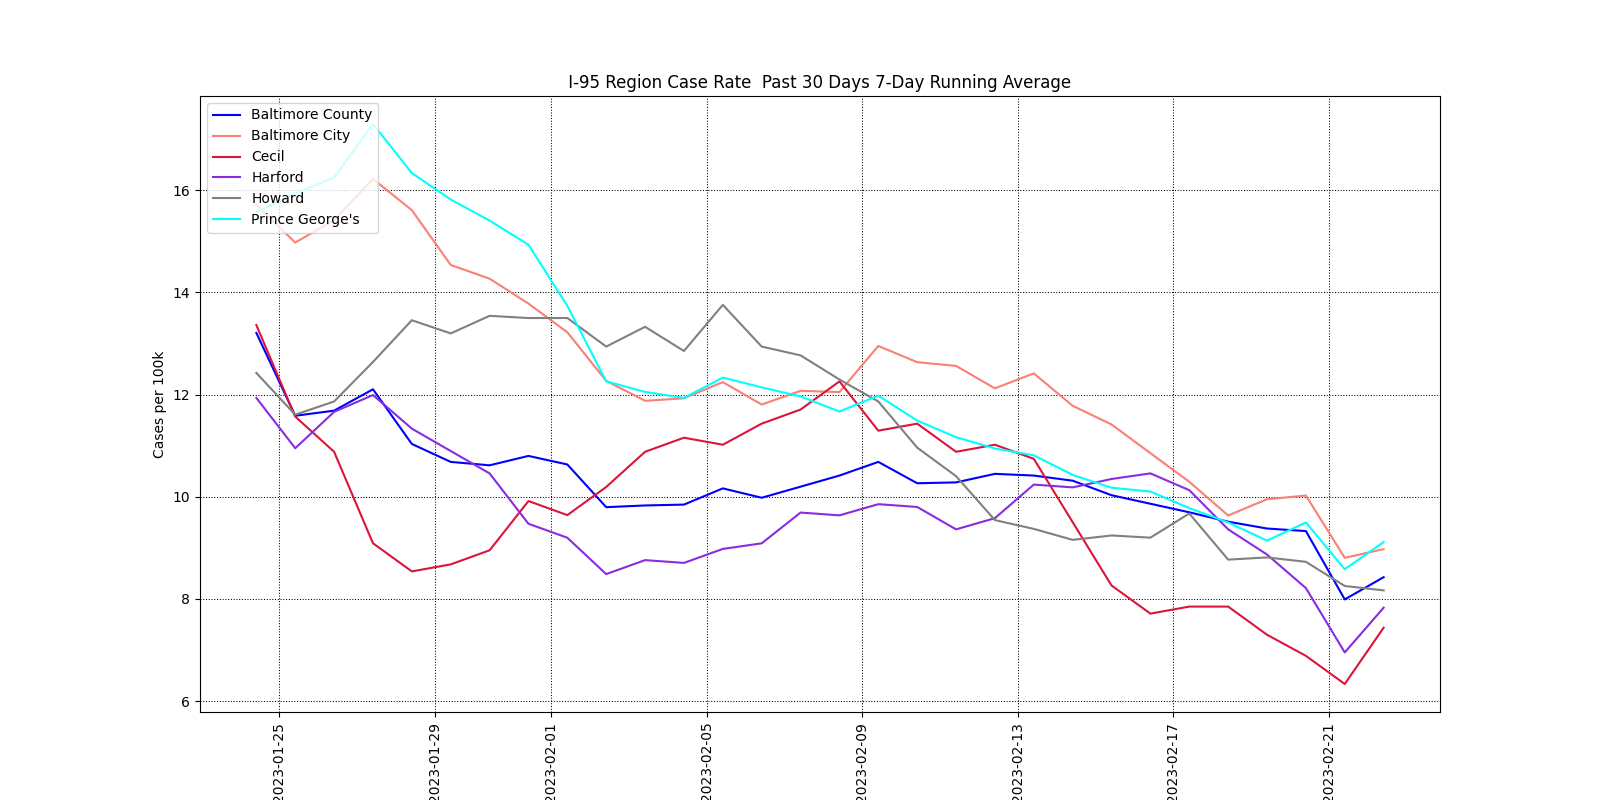 I-95 Region Case Rate  Past 30 Days 7-Day Running Average
Baltimore County
Baltimore City
Cecil
Harford
Howard
Prince George's
Cases per 100k
16
14
12
10
8
6
2023-01-25
2023-01-29
2023-02-01
2023-02-05
2023-02-09
2023-02-13
2023-02-17
2023-02-21